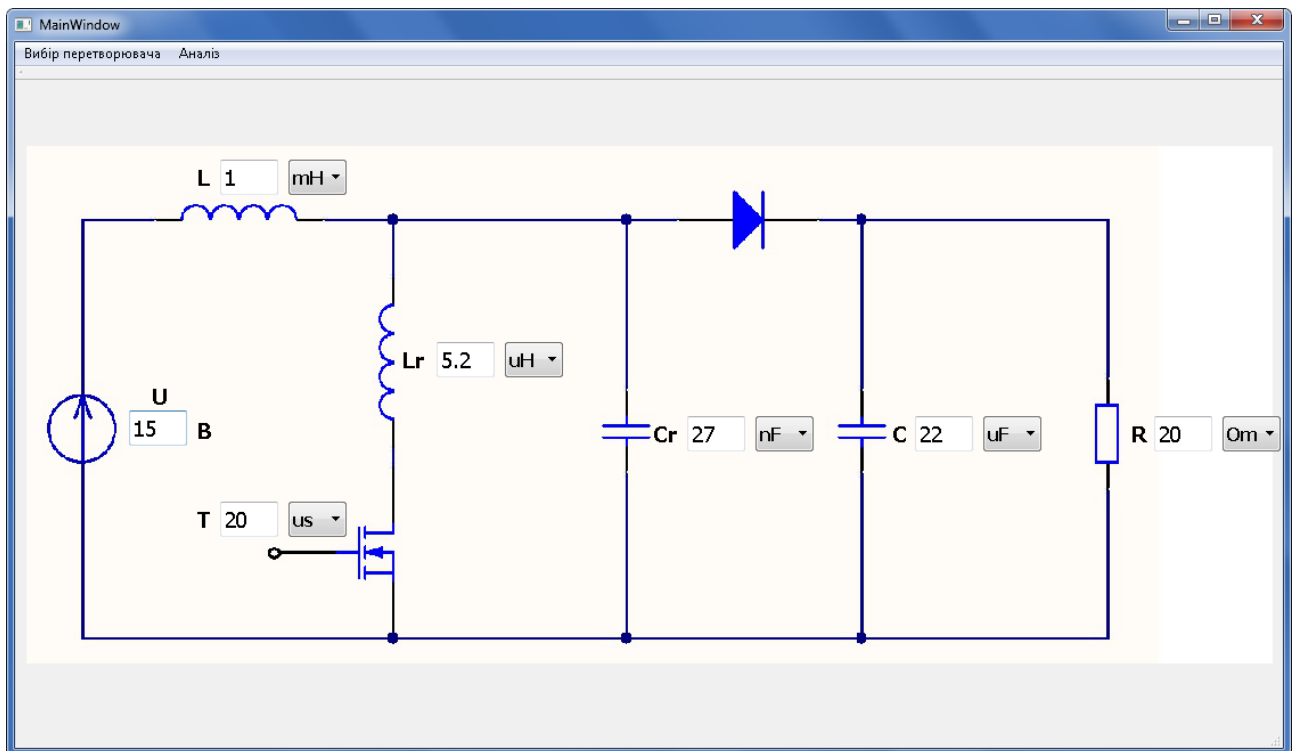 MainWindow
Вибір перетворювача Аналіз
L 1 mH
Lr 5.2 uH
U
15 В
Cr 27 nF
C 22 uF
R 20 Om
T 20 us